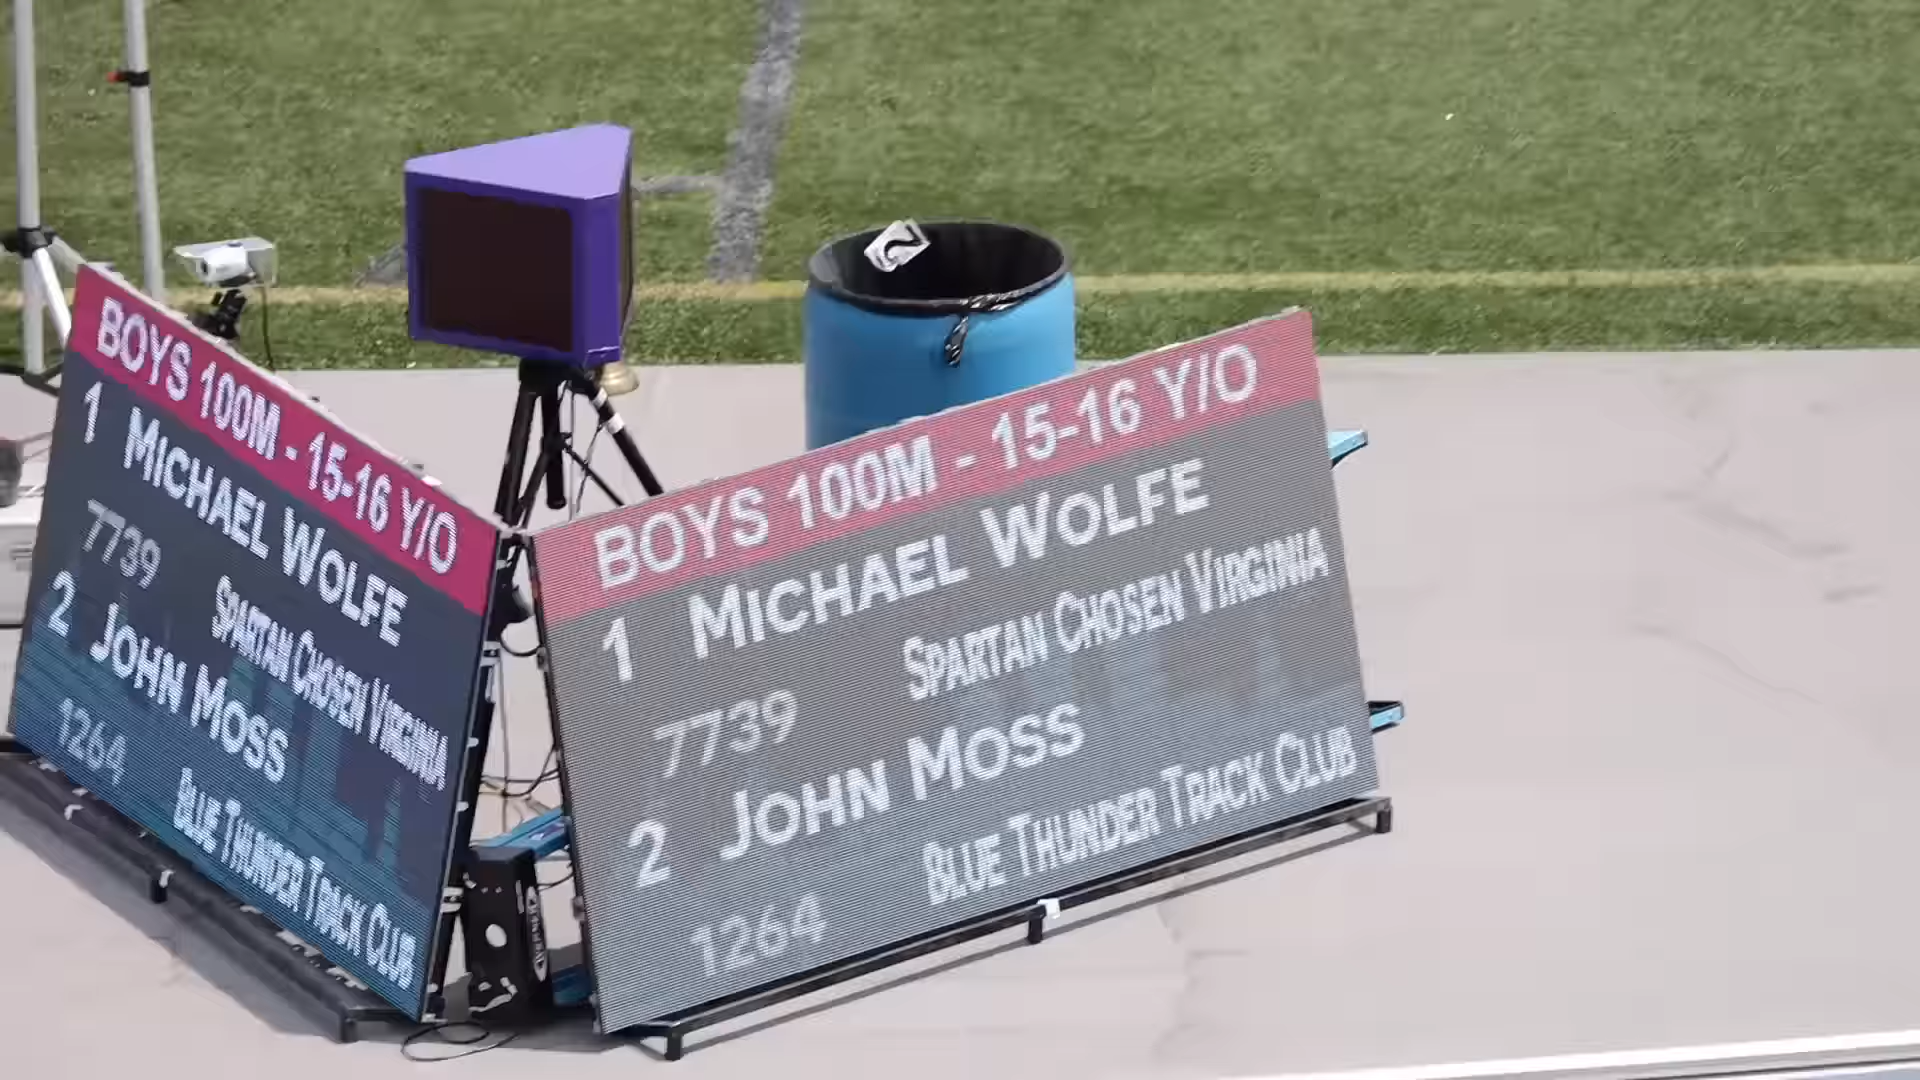 BOYS 100M - 15-16 Y/O
1 MICHAEL WOLFE
7739 SPARTAN CHOSEN VIRGINIA
2 JOHN MOSS
1264 BLUE THUNDER TRACK CLUB
BOYS 100M - 15-16 Y/O
1 MICHAEL WOLFE
7739 SPARTAN CHOSEN VIRGINIA
2 JOHN MOSS
1264 BLUE THUNDER TRACK CLUB
2